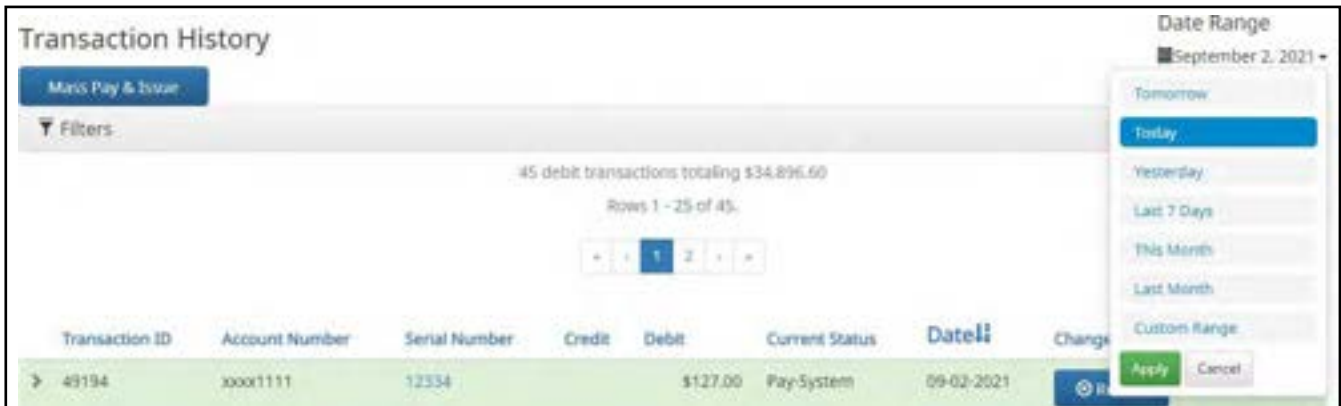 Transaction History
Date Range
September 2, 2021
Mass Pay & Issue
Filters
Tomorrow
Today
Yesterday
Last 7 Days
This Month
Last Month
Custom Range
Apply Cancel
45 debit transactions totaling $34,896.60
Rows 1 - 25 of 45.
« ‹ 1 2 › »
Transaction ID Account Number Serial Number Credit Debit Current Status Date Change
49194 xxxx1111 12334 $127.00 Pay-System 09-02-2021